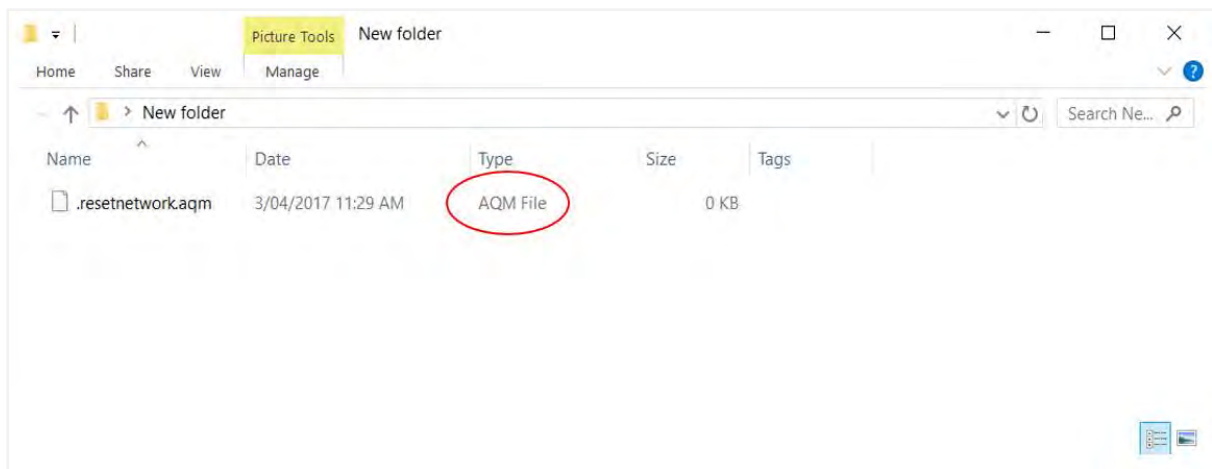 Picture Tools New folder
Home Share View Manage
New folder
Search Ne...
Name Date Type Size Tags
.resetnetwork.aqm 3/04/2017 11:29 AM AQM File 0 KB